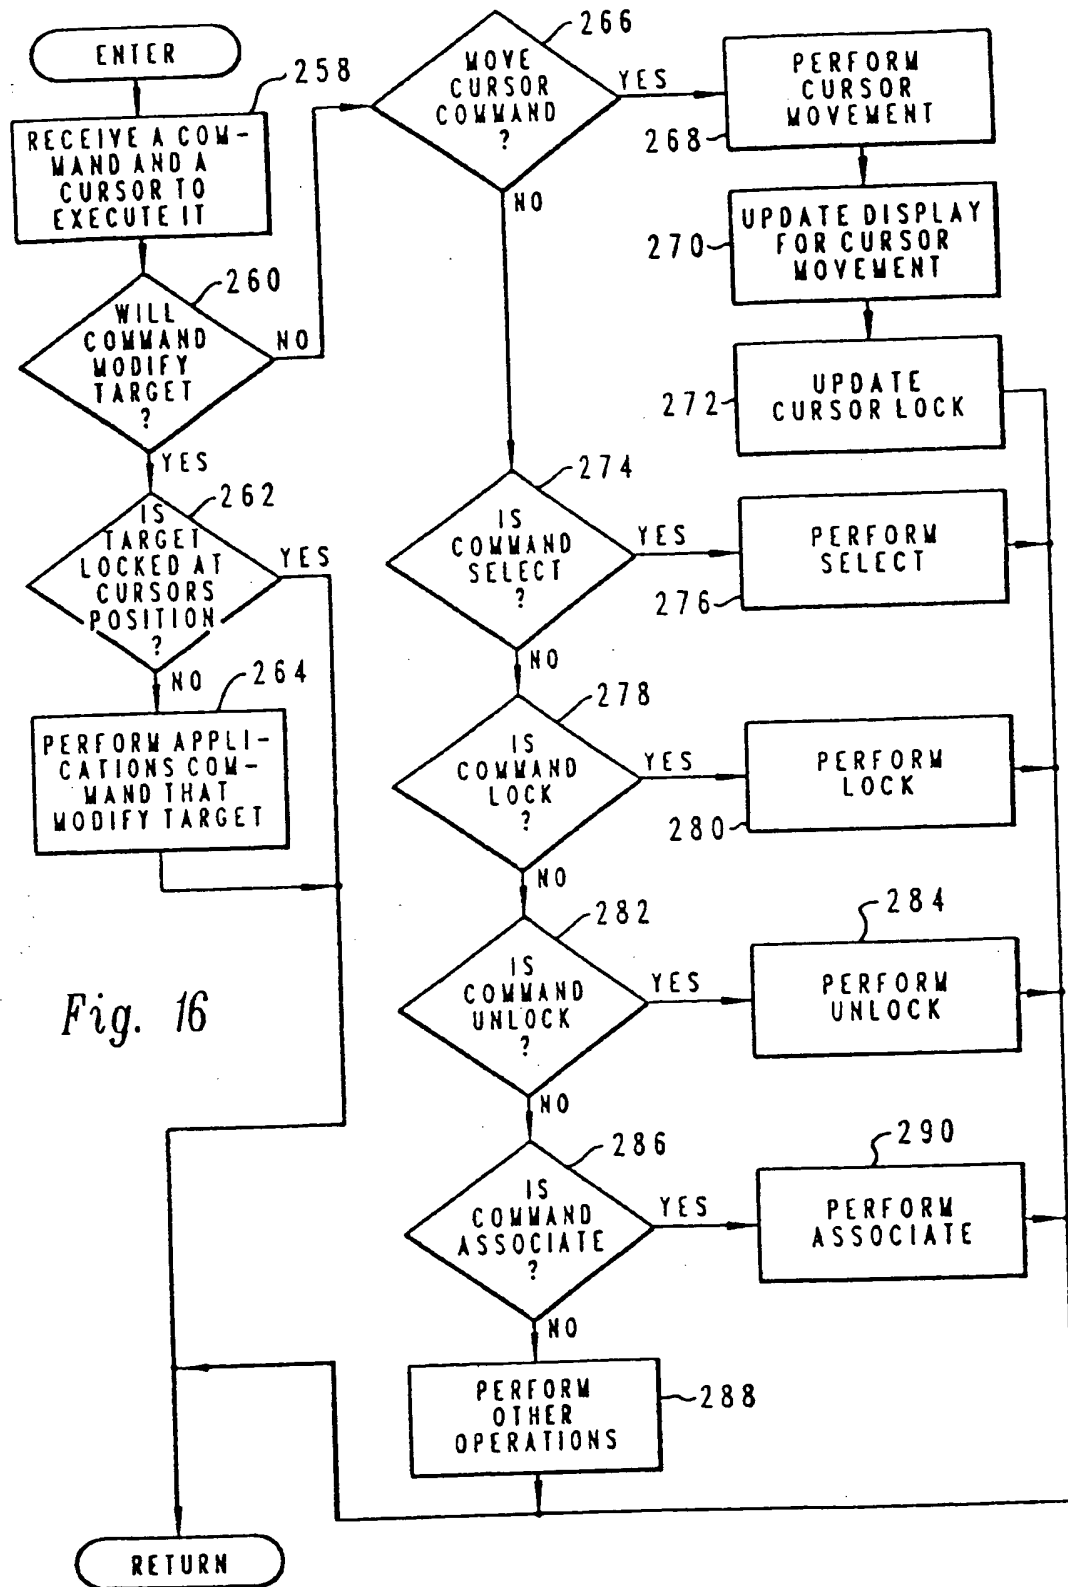 ENTER
258
RECEIVE A COM-
MAND AND A
CURSOR TO
EXECUTE IT
260
WILL
COMMAND
MODIFY
TARGET
?
NO
YES
262
IS
TARGET
LOCKED AT
CURSORS
POSITION
?
YES
NO
264
PERFORM APPLI-
CATIONS COM-
MAND THAT
MODIFY TARGET
Fig. 16
RETURN
266
MOVE
CURSOR
COMMAND
?
YES
NO
PERFORM
CURSOR
MOVEMENT
268
UPDATE DISPLAY
FOR CURSOR
MOVEMENT
270
UPDATE
CURSOR LOCK
272
274
IS
COMMAND
SELECT
?
YES
NO
PERFORM
SELECT
276
278
IS
COMMAND
LOCK
?
YES
NO
PERFORM
LOCK
280
282
IS
COMMAND
UNLOCK
?
YES
NO
284
PERFORM
UNLOCK
286
IS
COMMAND
ASSOCIATE
?
YES
NO
290
PERFORM
ASSOCIATE
PERFORM
OTHER
OPERATIONS
288